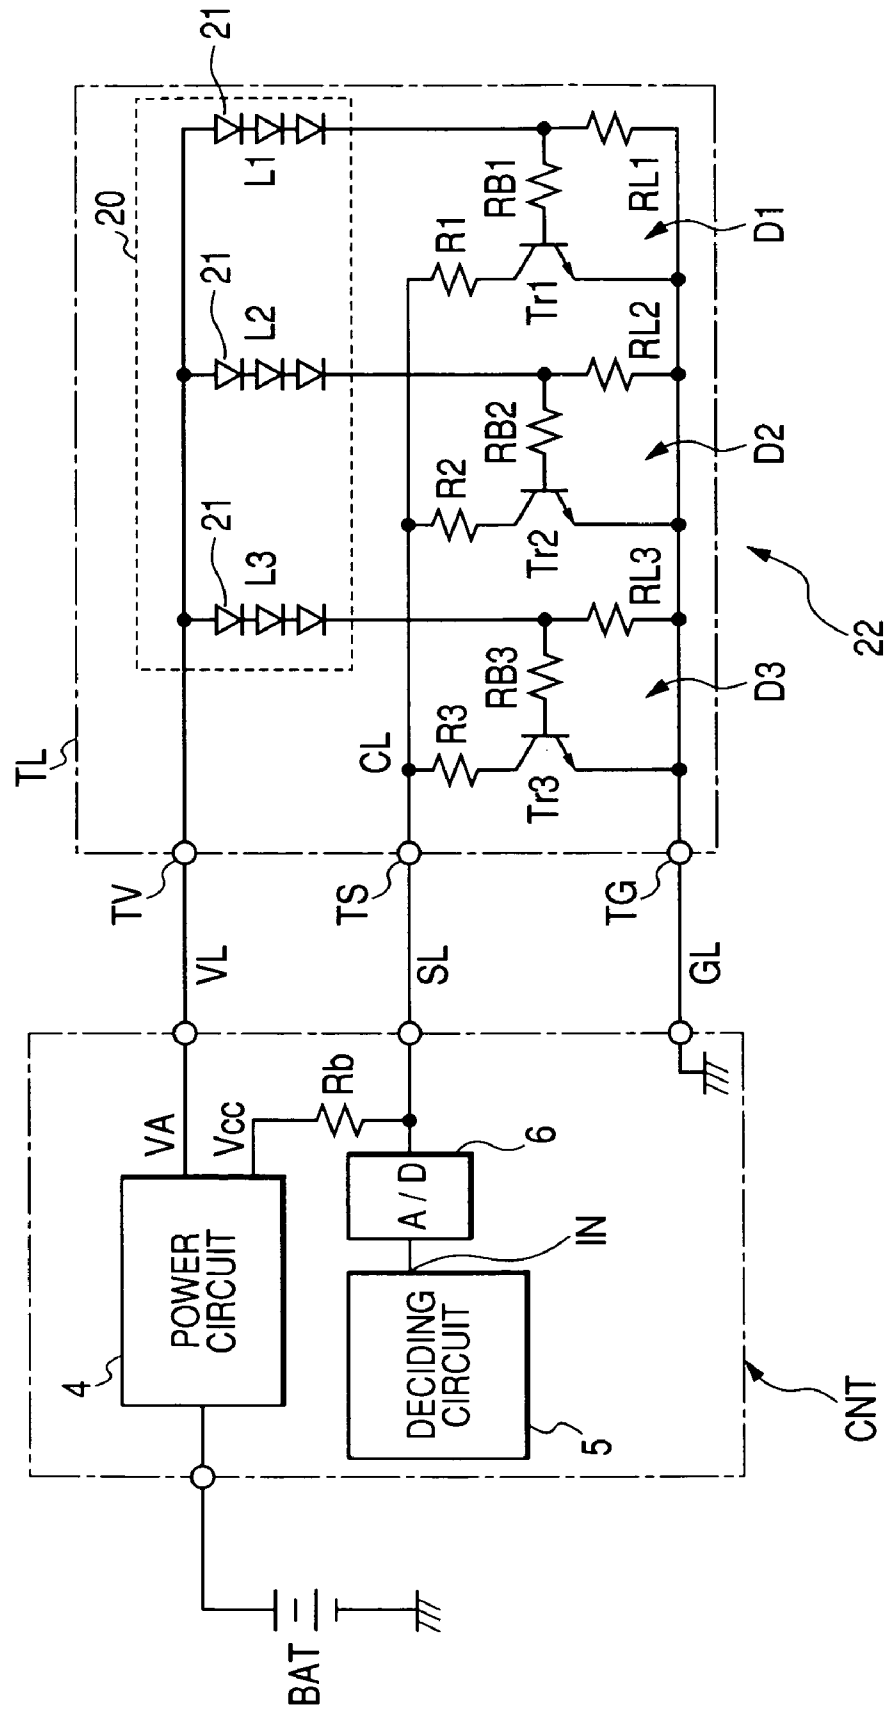 BAT
4
POWER
CIRCUIT
VA
Vcc
Rb
DECIDING
CIRCUIT
5
IN
A / D
6
CNT
VL
SL
GL
TV
TS
TG
TL
20
21
L3
21
L2
21
L1
CL
R3
RB3
Tr3
RL3
D3
R2
RB2
Tr2
RL2
D2
R1
RB1
Tr1
RL1
D1
22